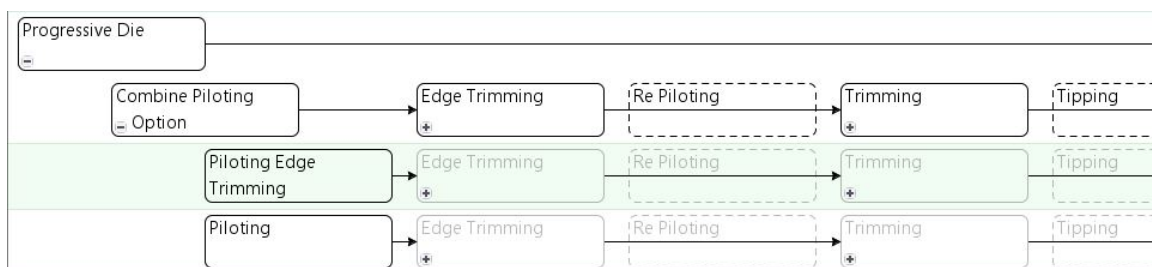 Progressive Die
Combine Piloting
Option
Edge Trimming
Re Piloting
Trimming
Tipping
Piloting Edge
Trimming
Edge Trimming
Re Piloting
Trimming
Tipping
Piloting
Edge Trimming
Re Piloting
Trimming
Tipping